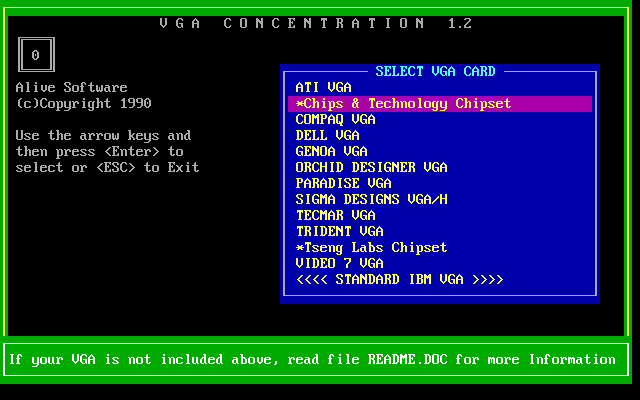 VGA CONCENTRATION 1.2
0
Alive Software
(c)Copyright 1990
Use the arrow keys and
then press <Enter> to
select or <ESC> to Exit
SELECT VGA CARD
ATI VGA
*Chips & Technology Chipset
COMPAQ VGA
DELL VGA
GENOA VGA
ORCHID DESIGNER VGA
PARADISE VGA
SIGMA DESIGNS VGA/H
TECMAR VGA
TRIDENT VGA
*Tseng Labs Chipset
VIDEO 7 VGA
<<<< STANDARD IBM VGA >>>>
If your VGA is not included above, read file README.DOC for more Information